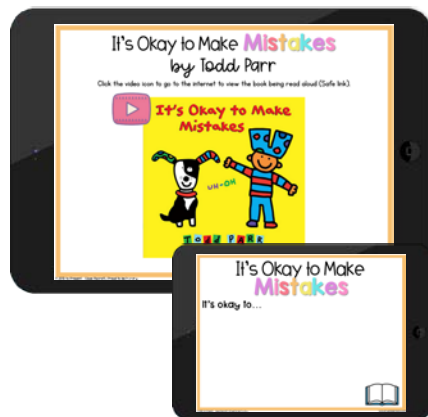 It's Okay to Make Mistakes
by Todd Parr
Click the video icon to go to the internet to view the book being read aloud (Safe link).
It's Okay to Make
Mistakes
UH-OH
TODD PARR
It's Okay to Make
Mistakes
It's okay to...